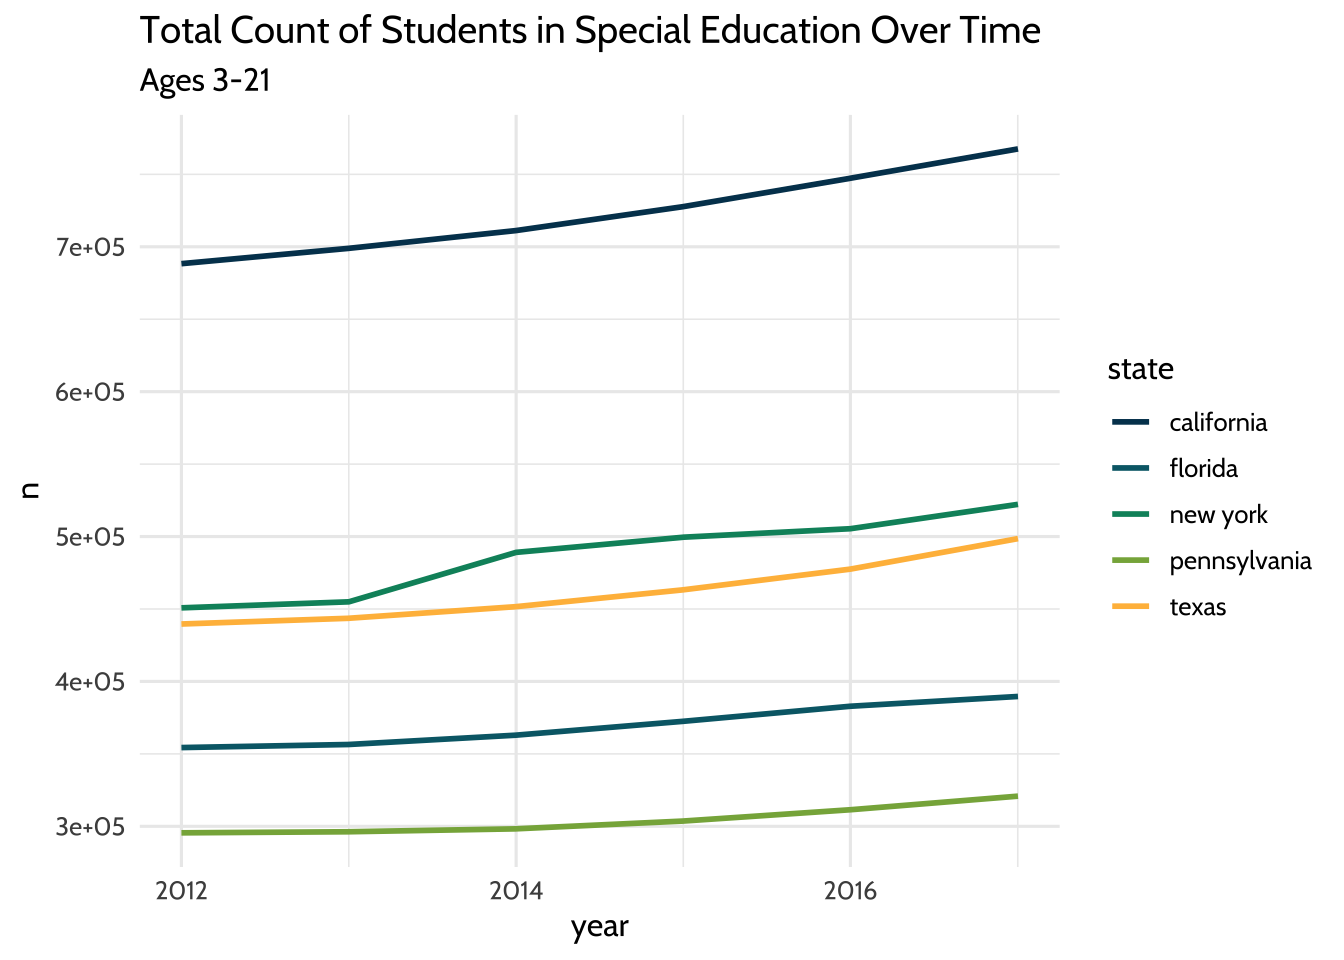 Total Count of Students in Special Education Over Time
Ages 3-21
7e+05
6e+05
5e+05
4e+05
3e+05
n
2012
2014
2016
year
state
california
florida
new york
pennsylvania
texas